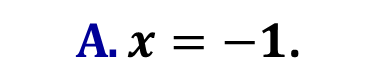 A. x = −1.